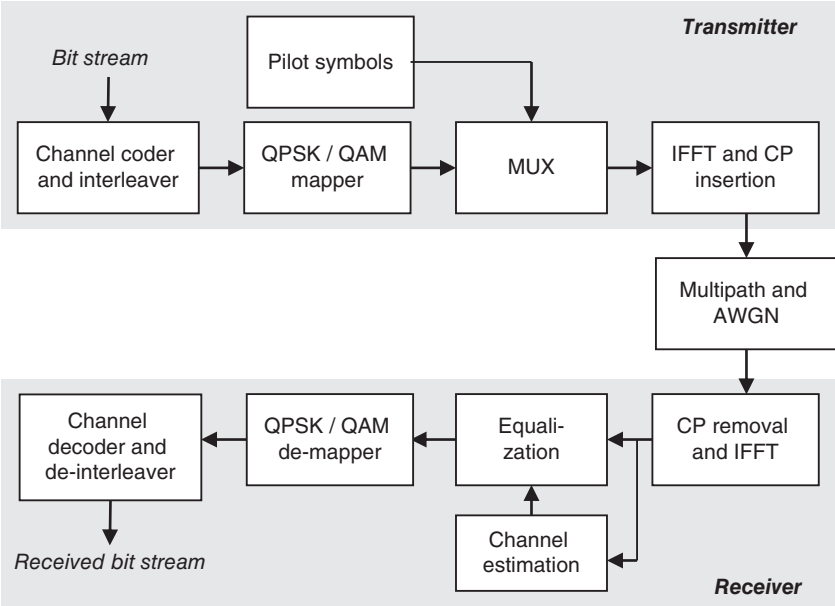 Transmitter
Bit stream
Pilot symbols
Channel coder
and interleaver
QPSK / QAM
mapper
MUX
IFFT and CP
insertion
Multipath and
AWGN
Channel
decoder and
de-interleaver
QPSK / QAM
de-mapper
Equali-
zation
CP removal
and IFFT
Channel
estimation
Received bit stream
Receiver